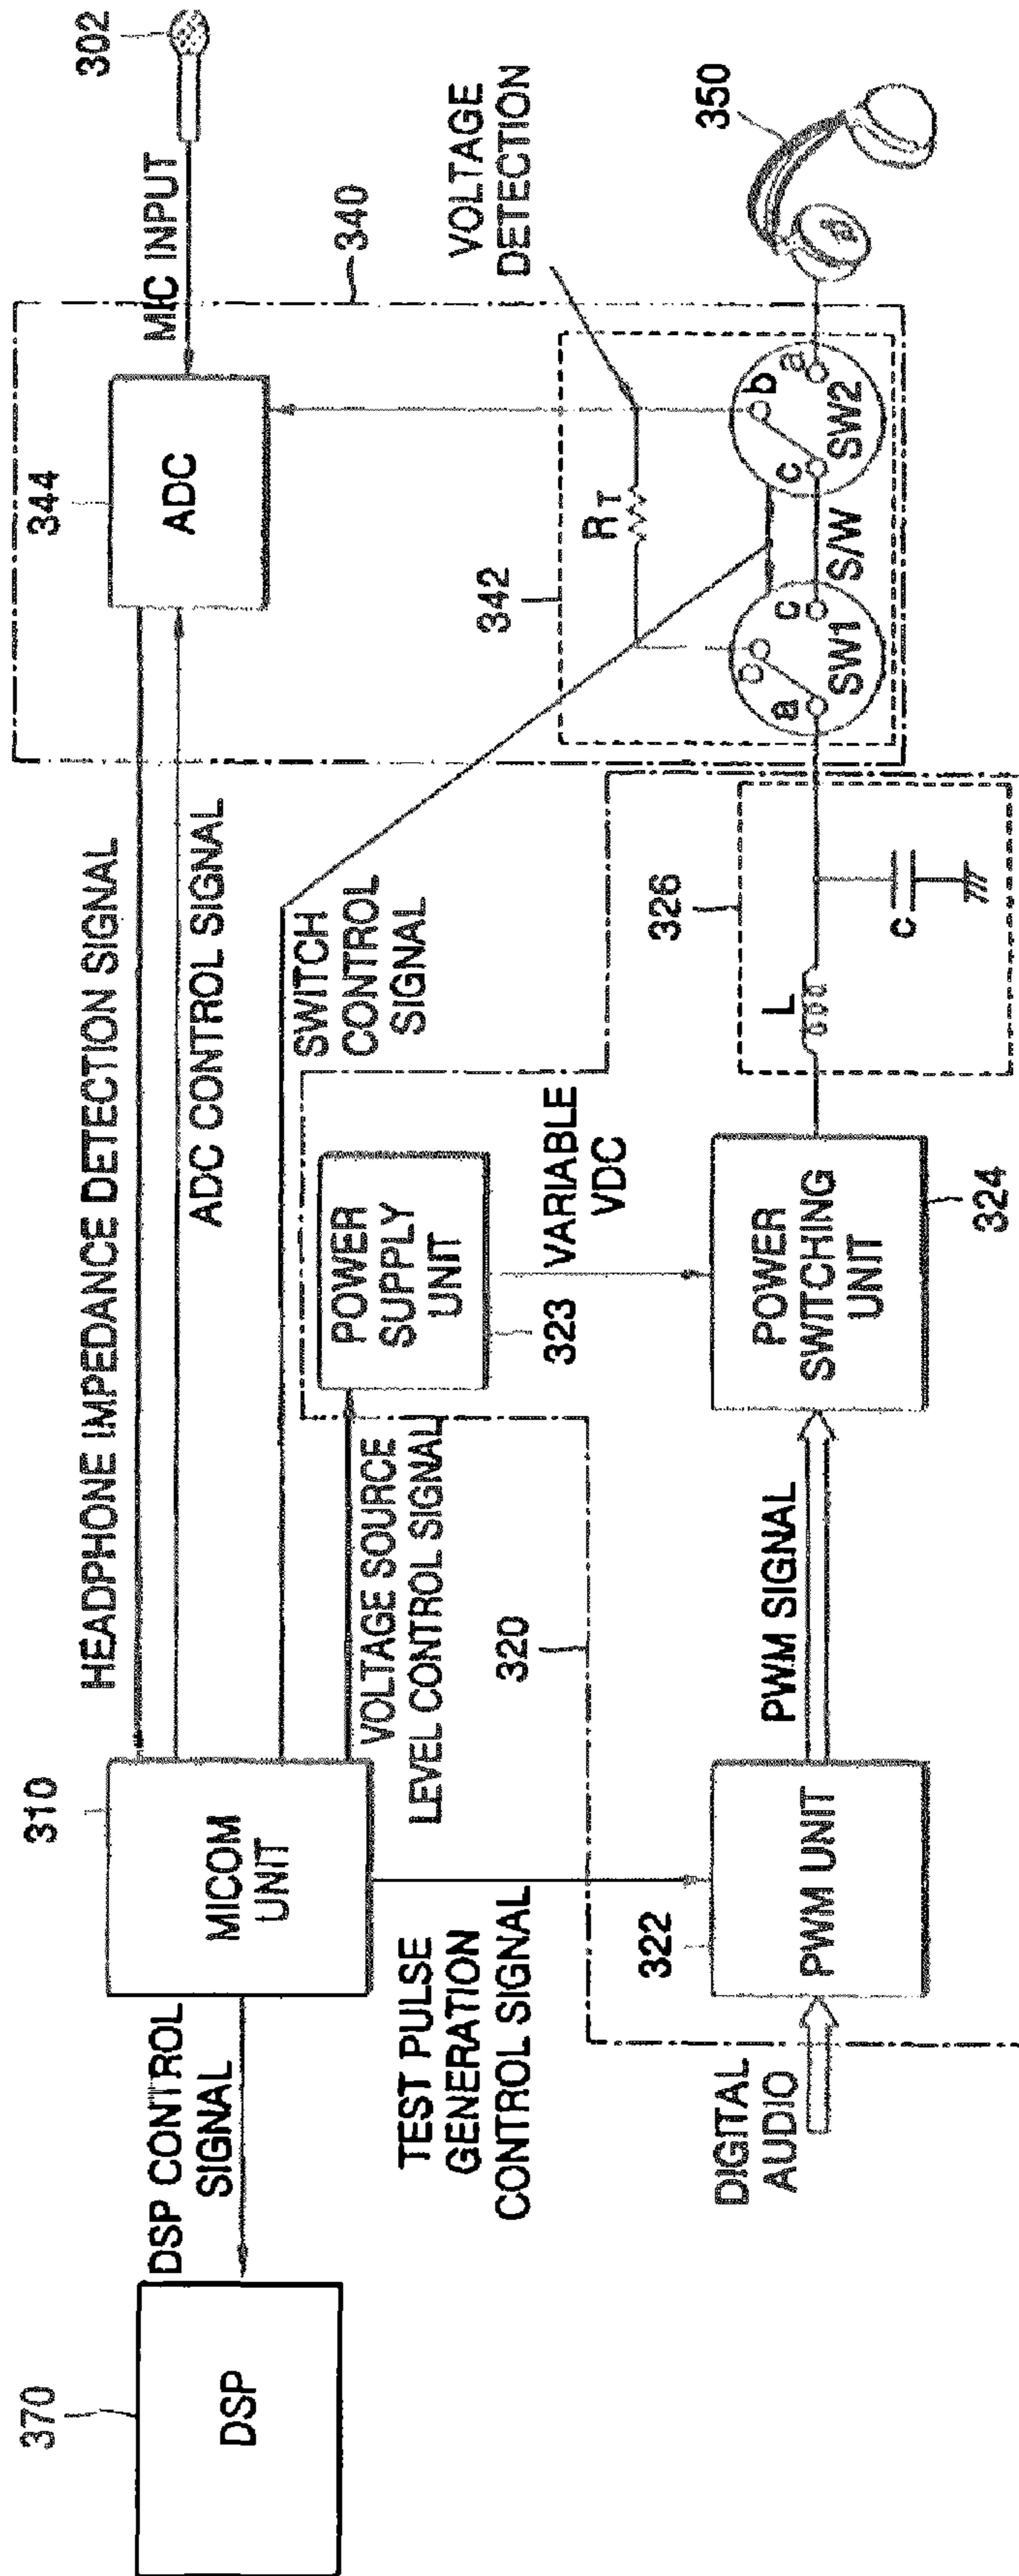 370
DSP
DSP CONTROL
SIGNAL
310
MICOM
UNIT
HEADPHONE IMPEDANCE DETECTION SIGNAL
ADC CONTROL SIGNAL
344
ADC
MIC INPUT
302
340
SWITCH
CONTROL
SIGNAL
VOLTAGE SOURCE
LEVEL CONTROL SIGNAL
POWER
SUPPLY
UNIT
323
VARIABLE
VDC
342
RT
VOLTAGE
DETECTION
TEST PULSE
GENERATION
CONTROL SIGNAL
320
322
DIGITAL
AUDIO
PWM UNIT
PWM SIGNAL
POWER
SWITCHING
UNIT
324
326
L
C
a
b
C
SW1
S/W
c
b
a
SW2
350